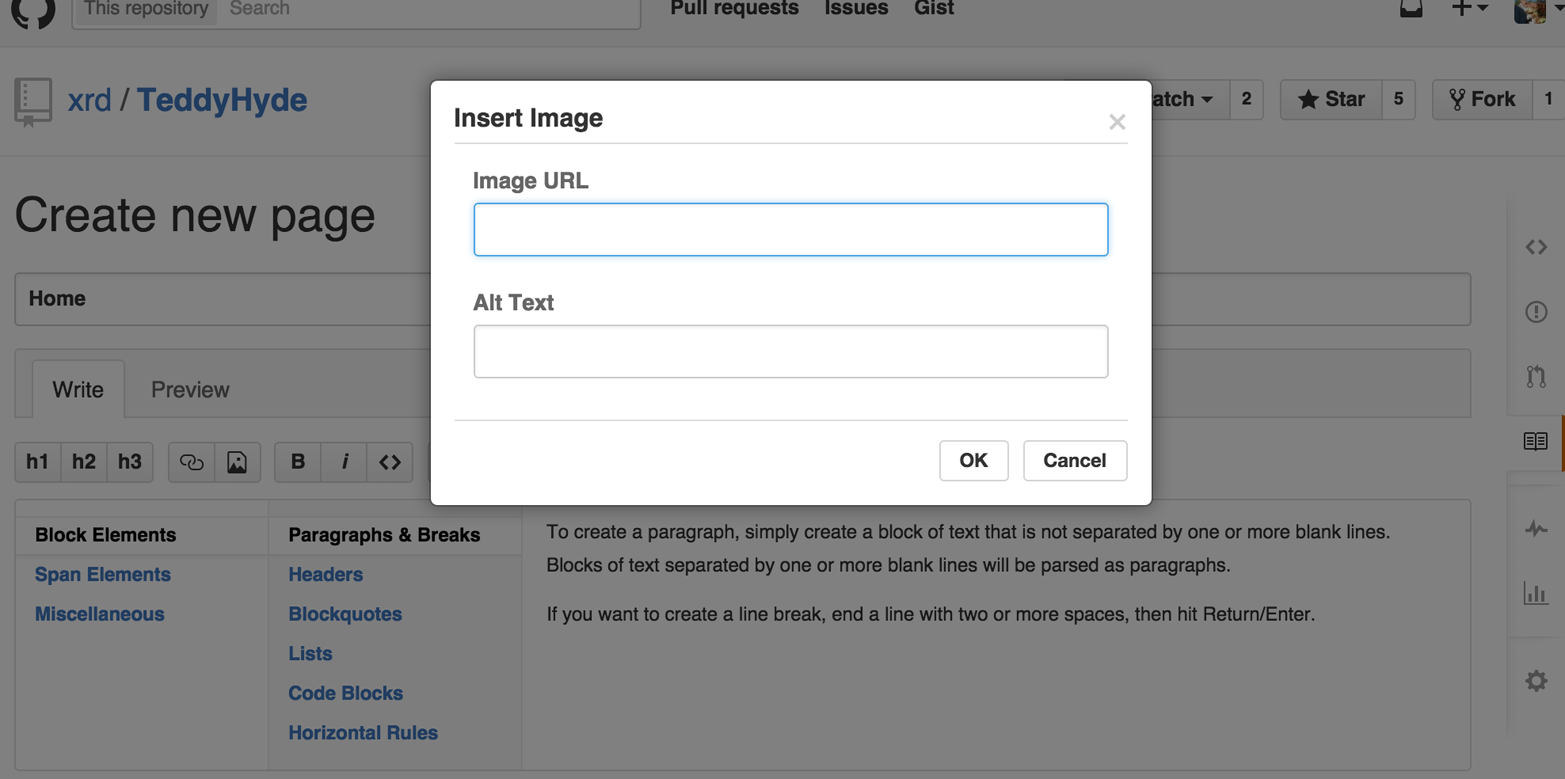 This repository Search Pull requests Issues Gist
xrd / TeddyHyde
atch 2 Star 5 Fork 1
Insert Image
Image URL
Alt Text
OK Cancel
Create new page
Home
Write Preview
h1 h2 h3 B i <>
Block Elements
Span Elements
Miscellaneous
Paragraphs & Breaks
Headers
Blockquotes
Lists
Code Blocks
Horizontal Rules
To create a paragraph, simply create a block of text that is not separated by one or more blank lines.
Blocks of text separated by one or more blank lines will be parsed as paragraphs.
If you want to create a line break, end a line with two or more spaces, then hit Return/Enter.